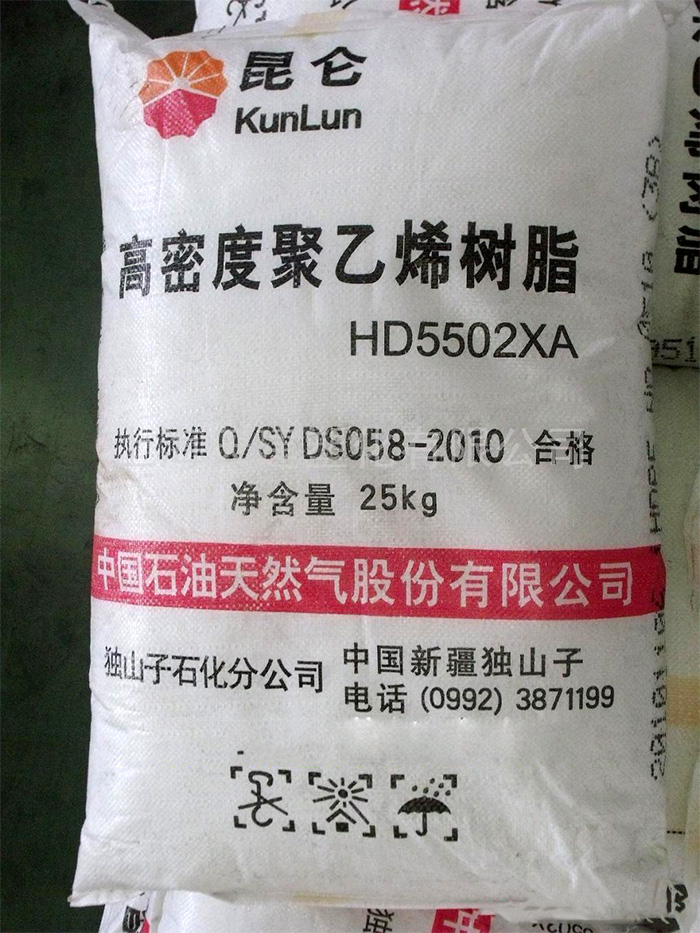 昆仑
KunLun
高密度聚乙烯树脂
HD5502XA
执行标准 Q/SY DS058-2010 合格
净含量 25kg
中国石油天然气股份有限公司
独山子石化分公司
中国新疆独山子
电话 (0992) 3871199